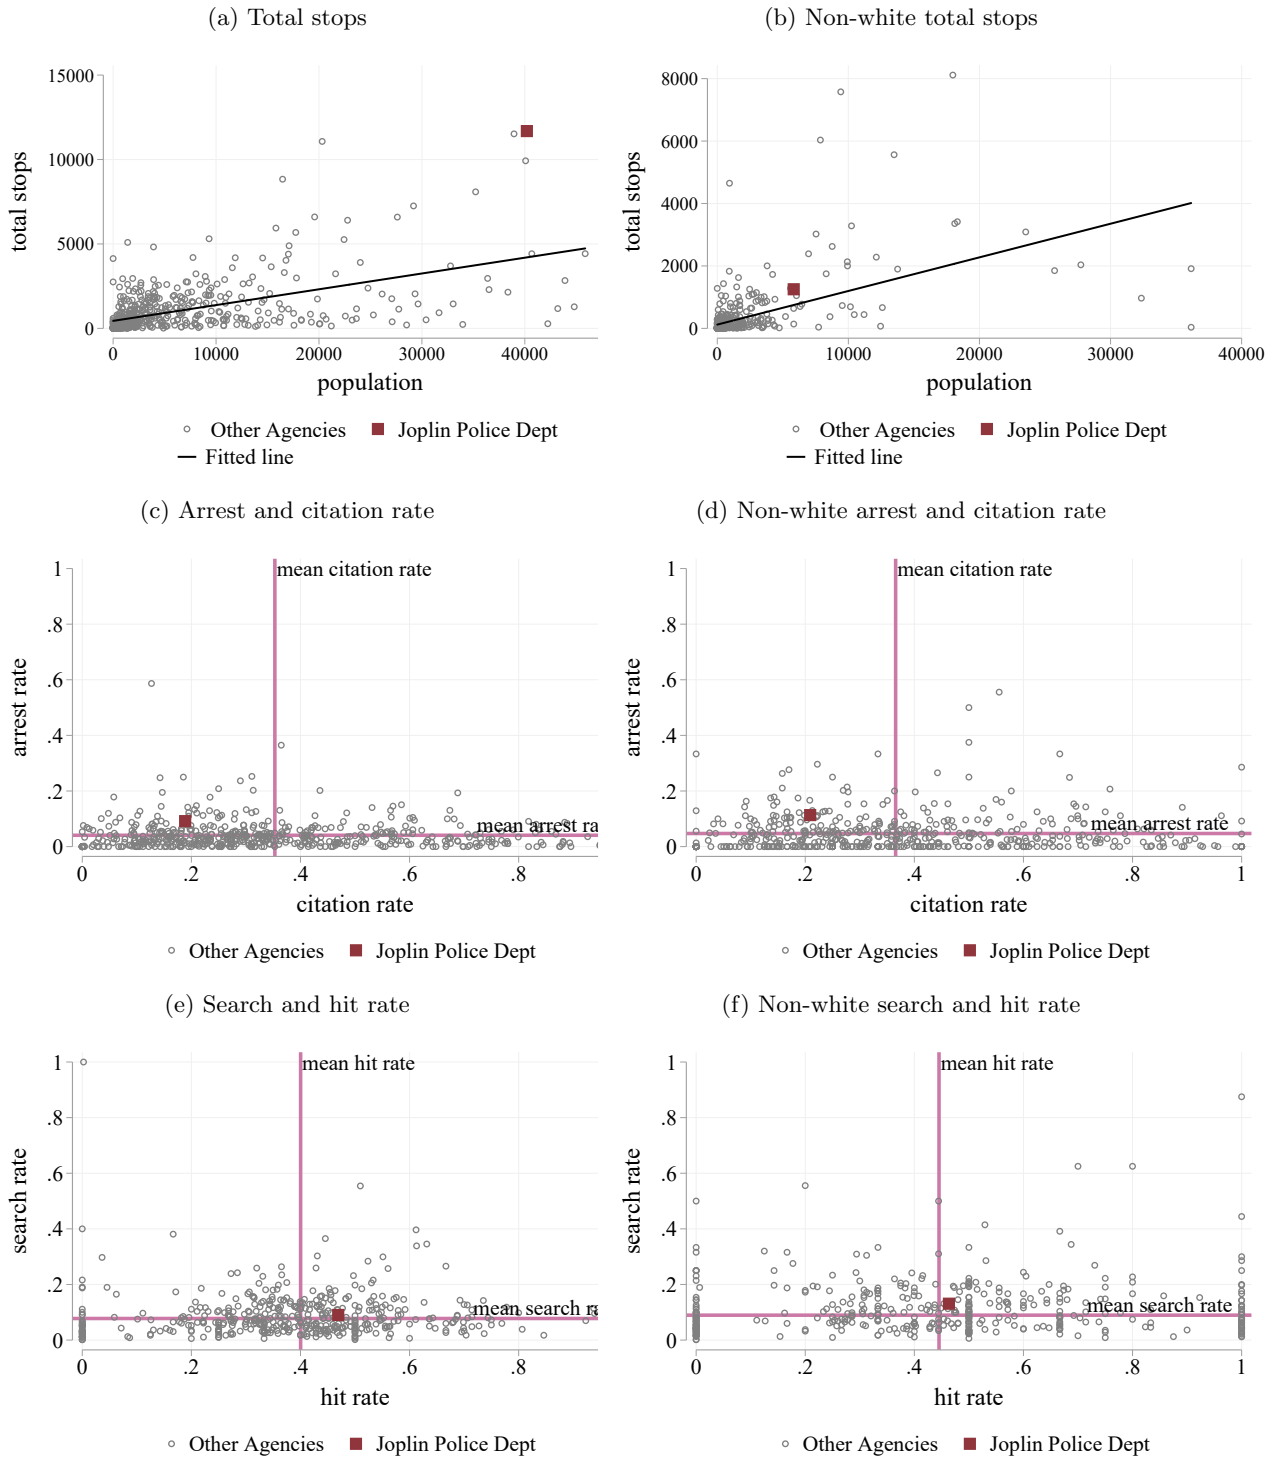 (a) Total stops
15000
10000
5000
0
total stops
0 10000 20000 30000 40000
population
Other Agencies Joplin Police Dept
Fitted line
(b) Non-white total stops
8000
6000
4000
2000
0
total stops
0 10000 20000 30000 40000
population
Other Agencies Joplin Police Dept
Fitted line
(c) Arrest and citation rate
mean citation rate
1
.8
.6
.4
.2
0
arrest rate
mean arrest ra
0 .2 .4 .6 .8
citation rate
Other Agencies Joplin Police Dept
(d) Non-white arrest and citation rate
mean citation rate
1
.8
.6
.4
.2
0
arrest rate
mean arrest rate
0 .2 .4 .6 .8 1
citation rate
Other Agencies Joplin Police Dept
(e) Search and hit rate
mean hit rate
1
.8
.6
.4
.2
0
search rate
mean search ra
0 .2 .4 .6 .8
hit rate
Other Agencies Joplin Police Dept
(f) Non-white search and hit rate
mean hit rate
1
.8
.6
.4
.2
0
search rate
mean search rate
0 .2 .4 .6 .8 1
hit rate
Other Agencies Joplin Police Dept